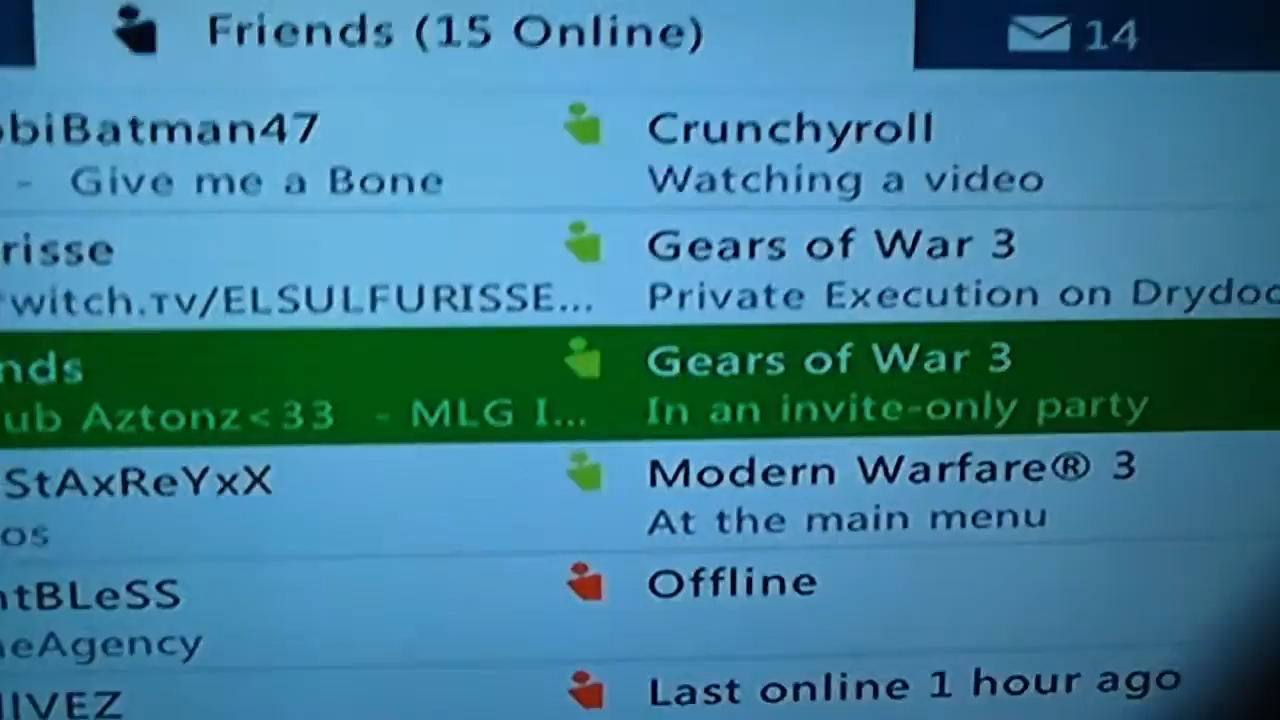 Friends (15 Online)
14
obiBatman47
Crunchyroll
- Give me a Bone
Watching a video
risse
Gears of War 3
witch.TV/ELSULFURISSE...
Private Execution on Drydoc
nds
Gears of War 3
ub Aztonz<33 - MLG I...
In an invite-only party
StAxReYxX
Modern Warfare® 3
os
At the main menu
ntBLeSS
Offline
eAgency
IVEZ
Last online 1 hour ago